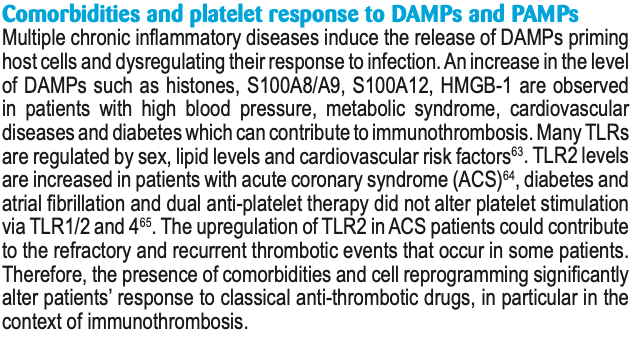 Comorbidities and platelet response to DAMPs and PAMPs
Multiple chronic inflammatory diseases induce the release of DAMPs priming
host cells and dysregulating their response to infection. An increase in the level
of DAMPs such as histones, S100A8/A9, S100A12, HMGB-1 are observed
in patients with high blood pressure, metabolic syndrome, cardiovascular
diseases and diabetes which can contribute to immunothrombosis. Many TLRs
are regulated by sex, lipid levels and cardiovascular risk factors⁶³. TLR2 levels
are increased in patients with acute coronary syndrome (ACS)⁶⁴, diabetes and
atrial fibrillation and dual anti-platelet therapy did not alter platelet stimulation
via TLR1/2 and 4⁶⁵. The upregulation of TLR2 in ACS patients could contribute
to the refractory and recurrent thrombotic events that occur in some patients.
Therefore, the presence of comorbidities and cell reprogramming significantly
alter patients’ response to classical anti-thrombotic drugs, in particular in the
context of immunothrombosis.